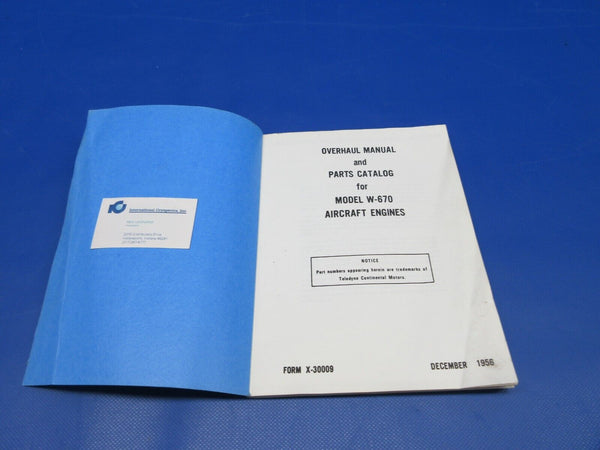 International Componentry, Inc.
OVERHAUL MANUAL
and
PARTS CATALOG
for
MODEL W-670
AIRCRAFT ENGINES
NOTICE
Part numbers appearing herein are trademarks of
Teledyne Continental Motors.
FORM X-30009
DECEMBER 1956